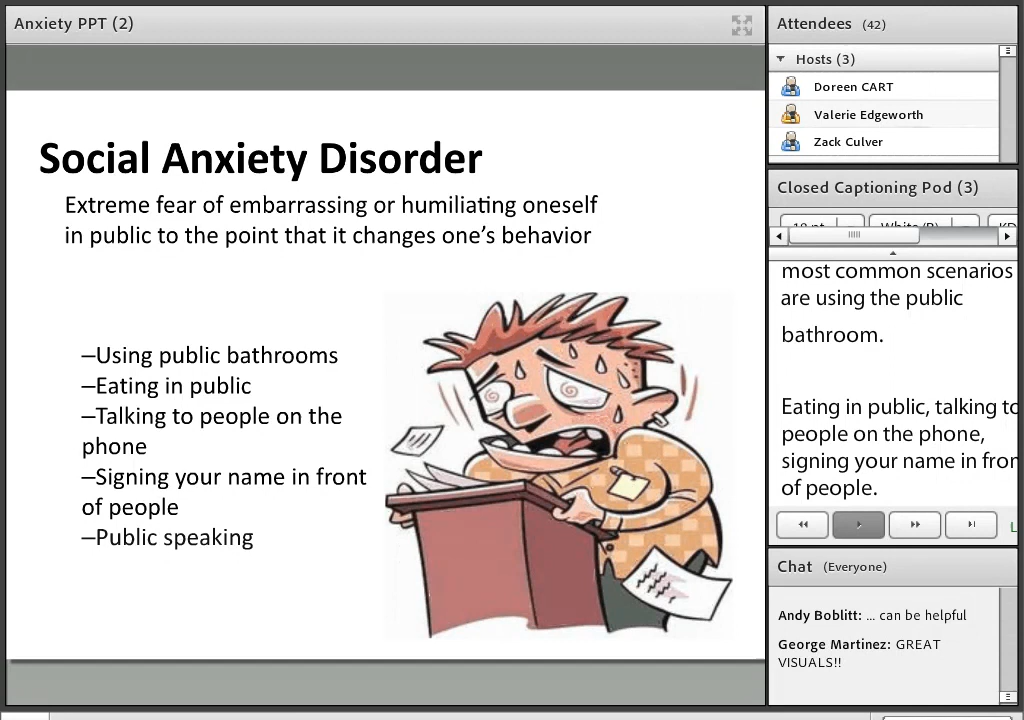 Anxiety PPT (2)
Social Anxiety Disorder
Extreme fear of embarrassing or humiliating oneself
in public to the point that it changes one's behavior
–Using public bathrooms
–Eating in public
–Talking to people on the
phone
–Signing your name in front
of people
–Public speaking
Attendees (42)
Hosts (3)
Doreen CART
Valerie Edgeworth
Zack Culver
Closed Captioning Pod (3)
most common scenarios
are using the public
bathroom.
Eating in public, talking to
people on the phone,
signing your name in
of people.
Chat (Everyone)
Andy Boblitt: ... can be helpful
George Martinez: GREAT
VISUALS!!